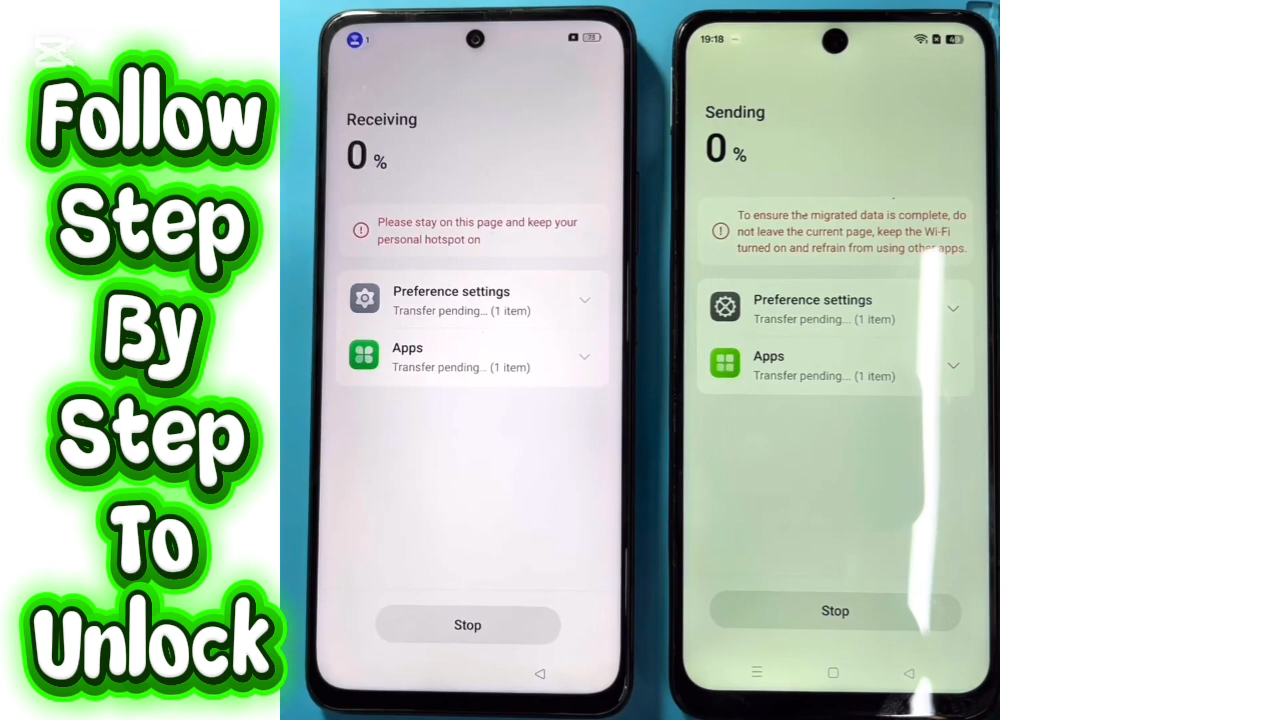 Follow
Step
By
Step
To
Unlock
1
73
Receiving
0 %
Please stay on this page and keep your
personal hotspot on
Preference settings
Transfer pending... (1 item)
Apps
Transfer pending... (1 item)
Stop
19:18
Sending
0 %
To ensure the migrated data is complete, do
not leave the current page, keep the Wi-Fi
turned on and refrain from using other apps.
Preference settings
Transfer pending... (1 item)
Apps
Transfer pending... (1 item)
Stop